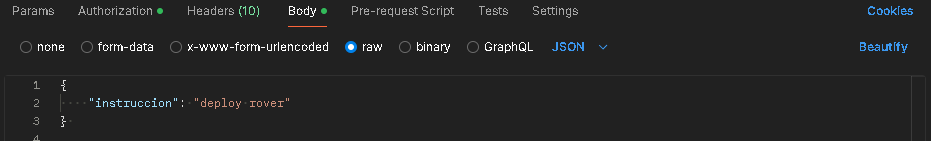 Params Authorization Headers (10) Body Pre-request Script Tests Settings Cookies
none form-data x-www-form-urlencoded raw binary GraphQL JSON Beautify
1 {
2 "instruccion": "deploy rover"
3 }
4